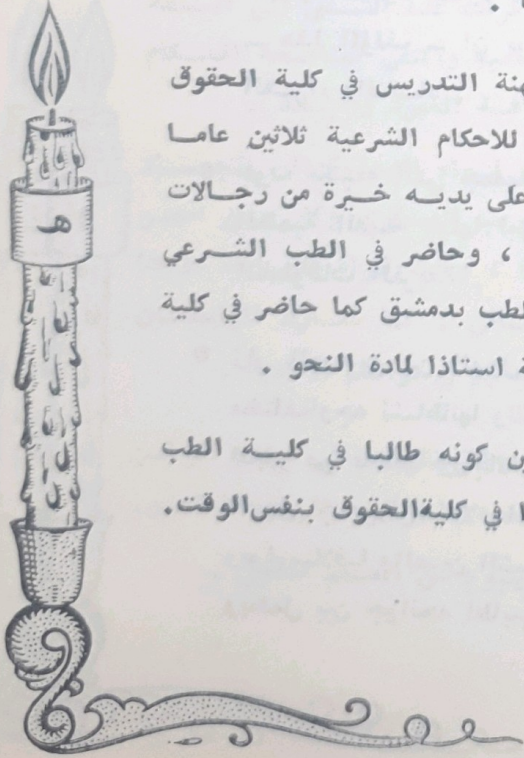 هنة التدريس في كلية الحقوق
للاحكام الشرعية ثلاثين عاما
على يديه خيرة من رجالات
، وحاضر في الطب الشرعي
لطب بدمشق كما حاضر في كلية
ة استاذا لمادة النحو .
ن كونه طالبا في كلية الطب
ا في كلية الحقوق بنفس الوقت.
هـ